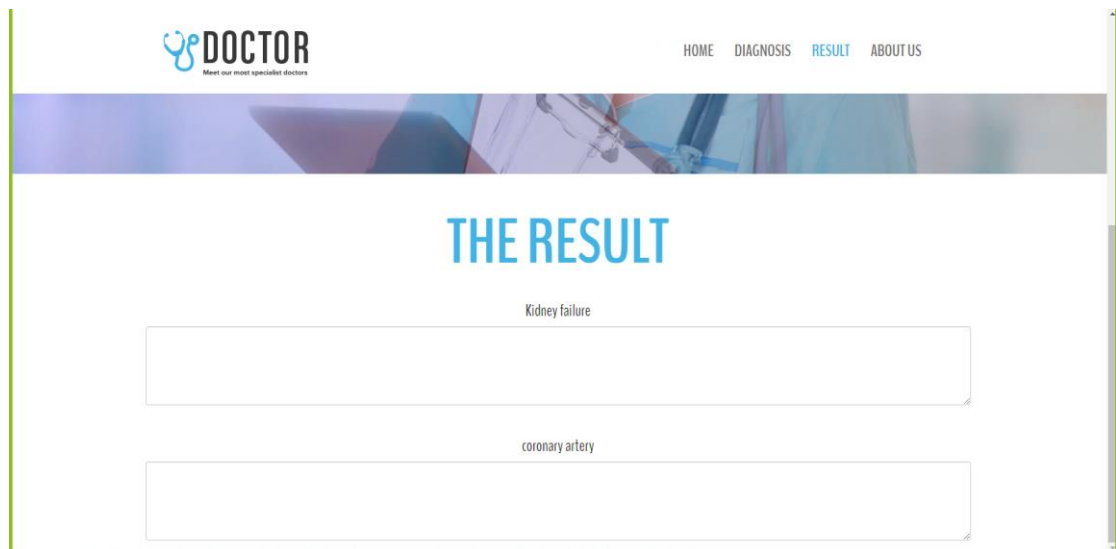 DOCTOR
Meet our most specialist doctors
HOME DIAGNOSIS RESULT ABOUT US
THE RESULT
Kidney failure
coronary artery